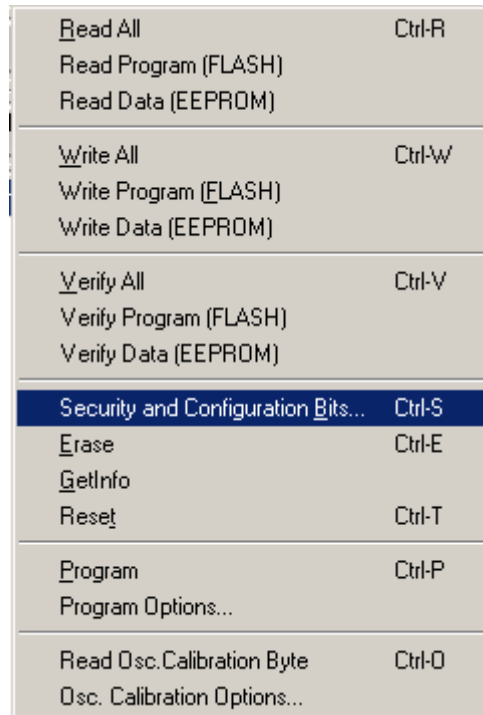 Read All Ctrl-R
Read Program (FLASH)
Read Data (EEPROM)
Write All Ctrl-W
Write Program (FLASH)
Write Data (EEPROM)
Verify All Ctrl-V
Verify Program (FLASH)
Verify Data (EEPROM)
Security and Configuration Bits... Ctrl-S
Erase Ctrl-E
GetInfo
Reset Ctrl-T
Program Ctrl-P
Program Options...
Read Osc.Calibration Byte Ctrl-O
Osc. Calibration Options...